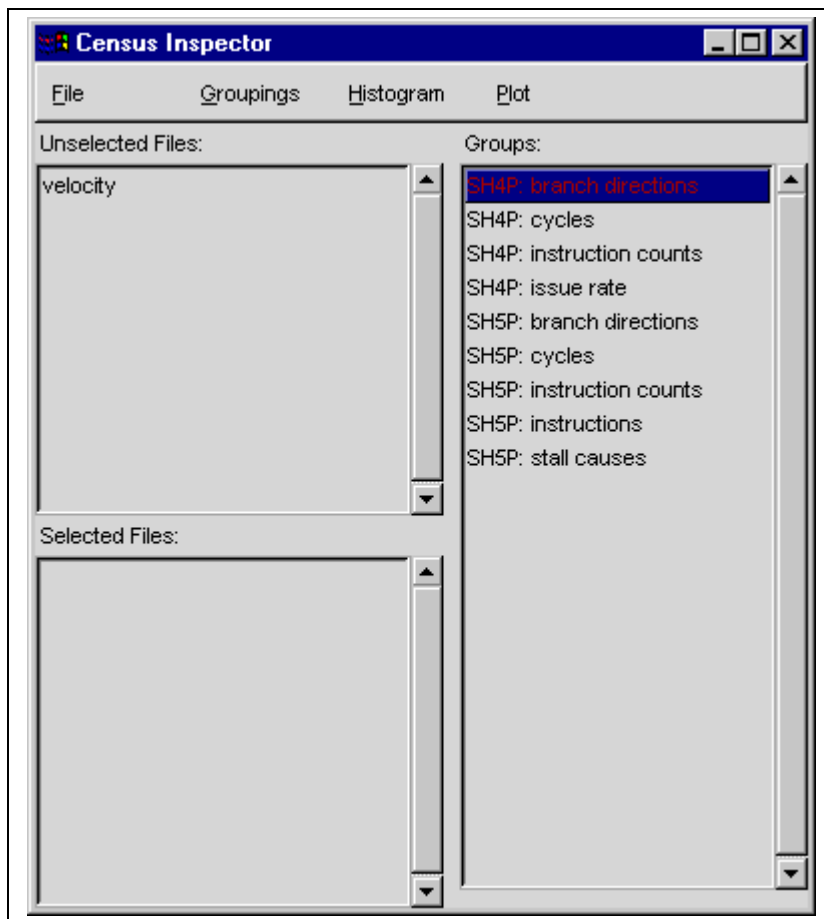 Census Inspector
File Groupings Histogram Plot
Unselected Files:
velocity
Selected Files:
Groups:
SH4P: branch directions
SH4P: cycles
SH4P: instruction counts
SH4P: issue rate
SH5P: branch directions
SH5P: cycles
SH5P: instruction counts
SH5P: instructions
SH5P: stall causes